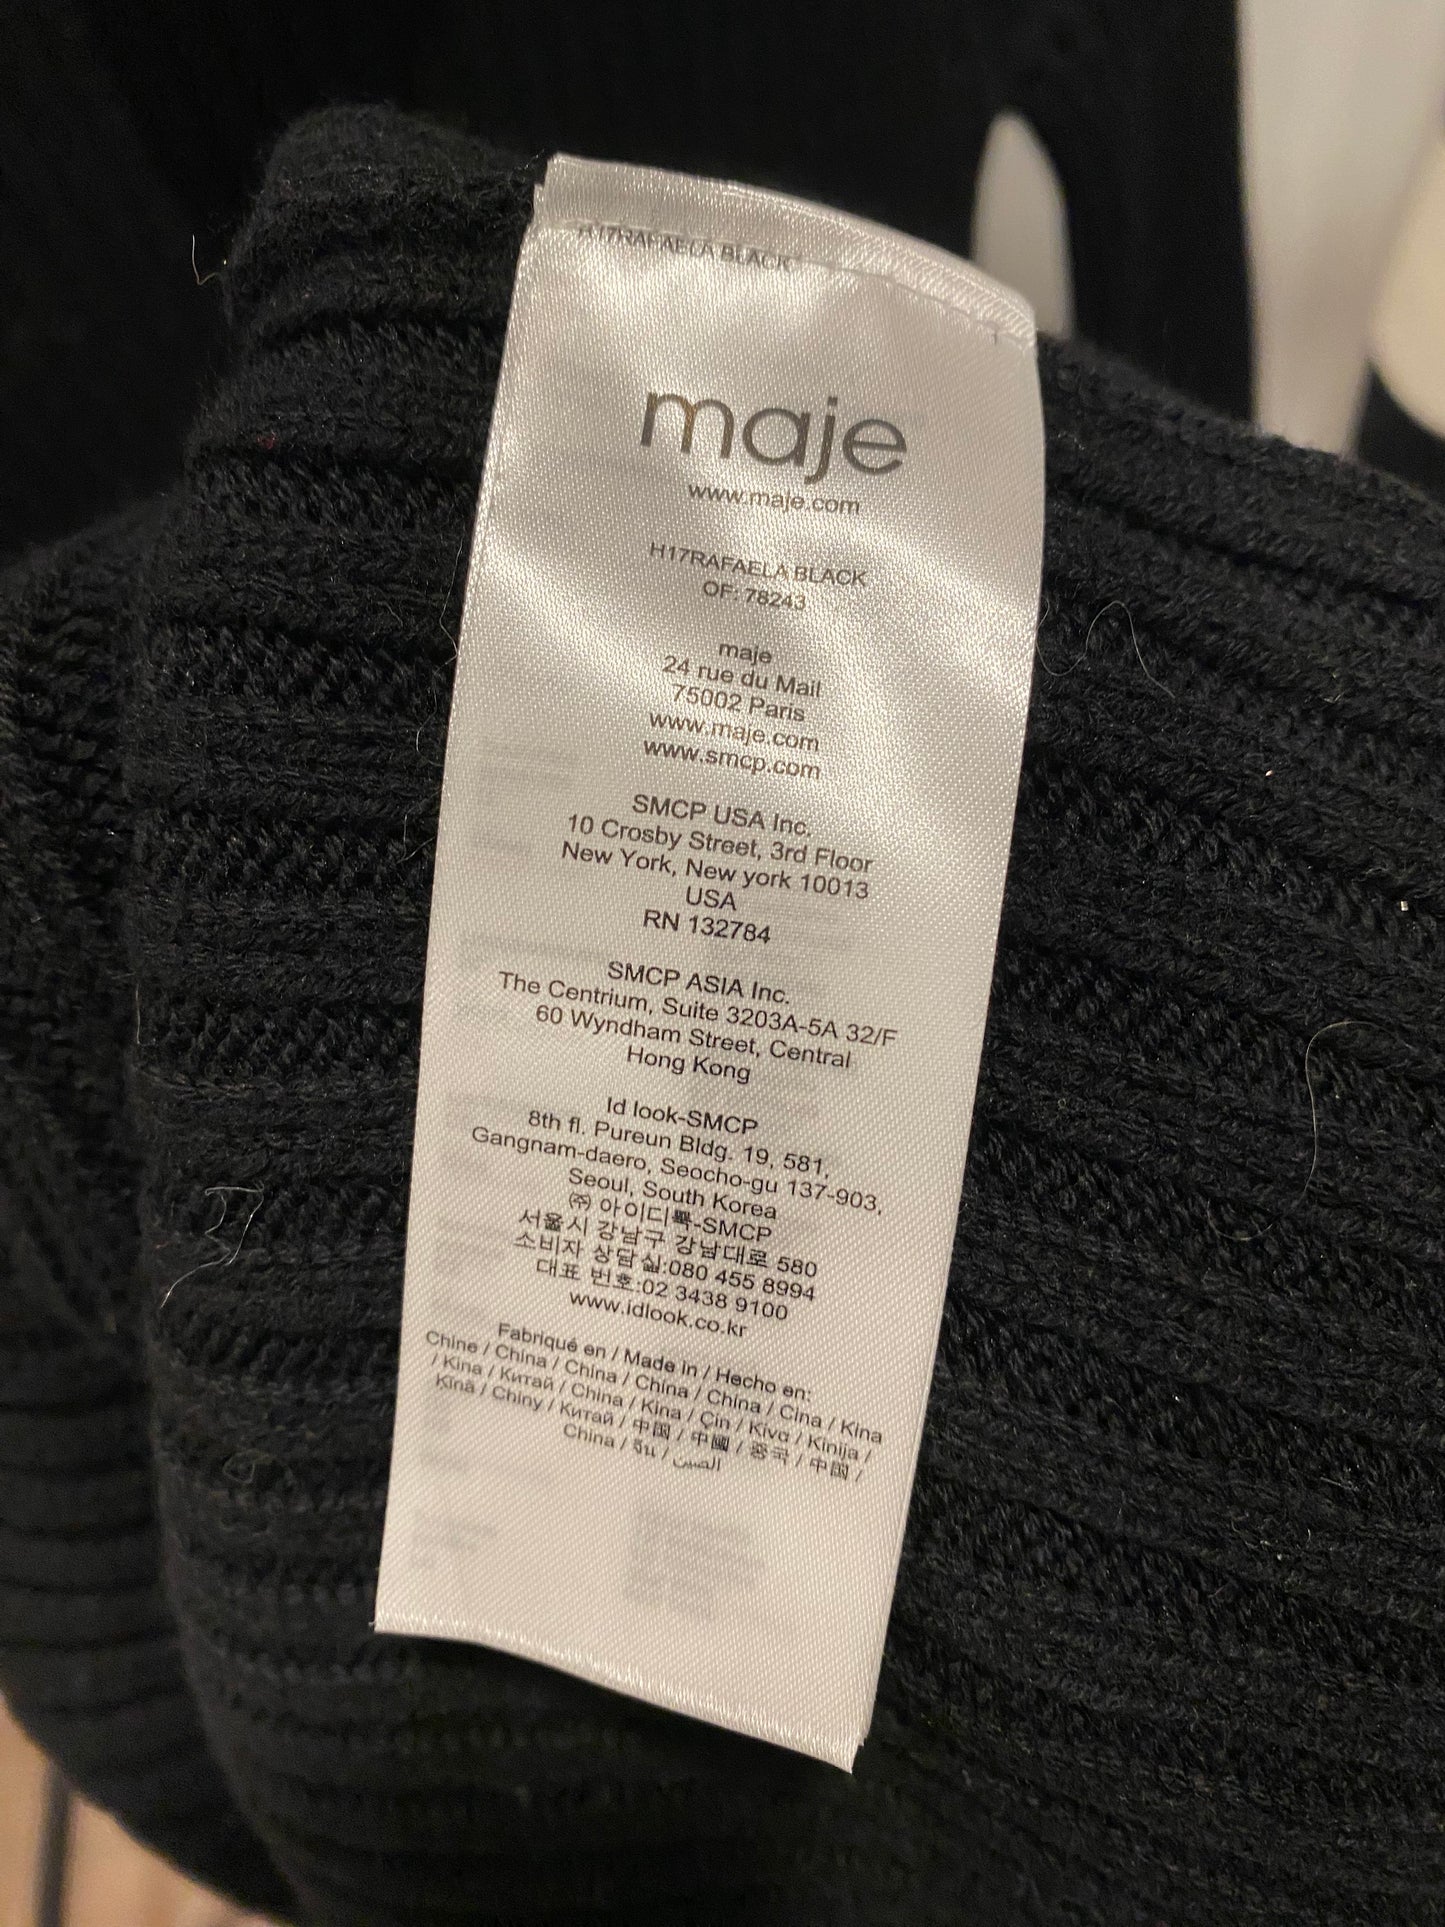 H17RAFAELA BLACK
maje
www.maje.com
H17RAFAELA BLACK
OF: 78243
maje
24 rue du Mail
75002 Paris
www.maje.com
www.smcp.com
SMCP USA Inc.
10 Crosby Street, 3rd Floor
New York, New york 10013
USA
RN 132784
SMCP ASIA Inc.
The Centrium, Suite 3203A-5A 32/F
60 Wyndham Street, Central
Hong Kong
Id look-SMCP
8th fl. Pureun Bldg. 19, 581,
Gangnam-daero, Seocho-gu 137-903,
Seoul, South Korea
㈜ 아이디룩-SMCP
서울시 강남구 강남대로 580
소비자 상담실:080 455 8994
대표 번호:02 3438 9100
www.idlook.co.kr
Fabriqué en / Made in / Hecho en:
Chine / China / China / China / China / Cina / Kina
/ Kina / Китай / China / Kina / Çin / Κίνα / Kinija /
Kīnā / Chiny / Китай / 中国 / 中國 / 중국 / 中国 /
China / จีน / الصين